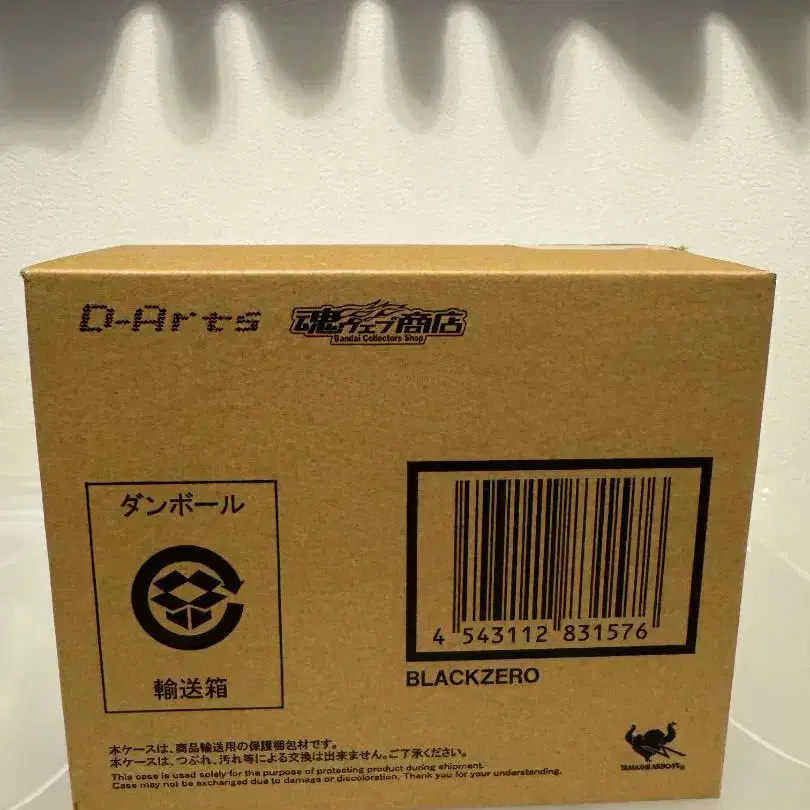 D-Arts
魂ウェブ商店
Bandai Collectors Shop
ダンボール
輸送箱
4 543112 831576
BLACKZERO
本ケースは、商品輸送用の保護梱包材です。
本ケースは、つぶれ、汚れ等による交換は出来ません。ご了承ください。
This case is used solely for the purpose of protecting product during shipment.
Case may not be exchanged due to damage or discoloration. Thank you for your understanding.
TAMASHII NATIONS